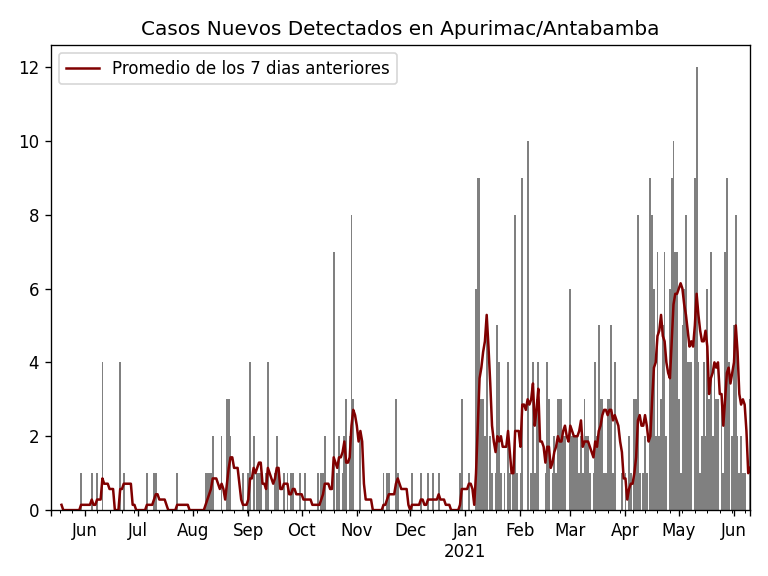 Casos Nuevos Detectados en Apurimac/Antabamba
Promedio de los 7 dias anteriores
12
10
8
6
4
2
0
Jun Jul Aug Sep Oct Nov Dec Jan Feb Mar Apr May Jun
2021